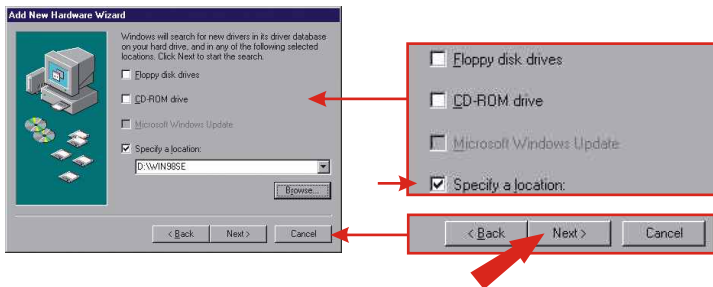 Add New Hardware Wizard
Windows will search for new drivers in its driver database
on your hard drive, and in any of the following selected
locations. Click Next to start the search.
Floppy disk drives
CD-ROM drive
Microsoft Windows Update
Specify a location:
D:\WIN98SE
Browse...
< Back
Next >
Cancel
Floppy disk drives
CD-ROM drive
Microsoft Windows Update
Specify a location:
< Back
Next >
Cancel